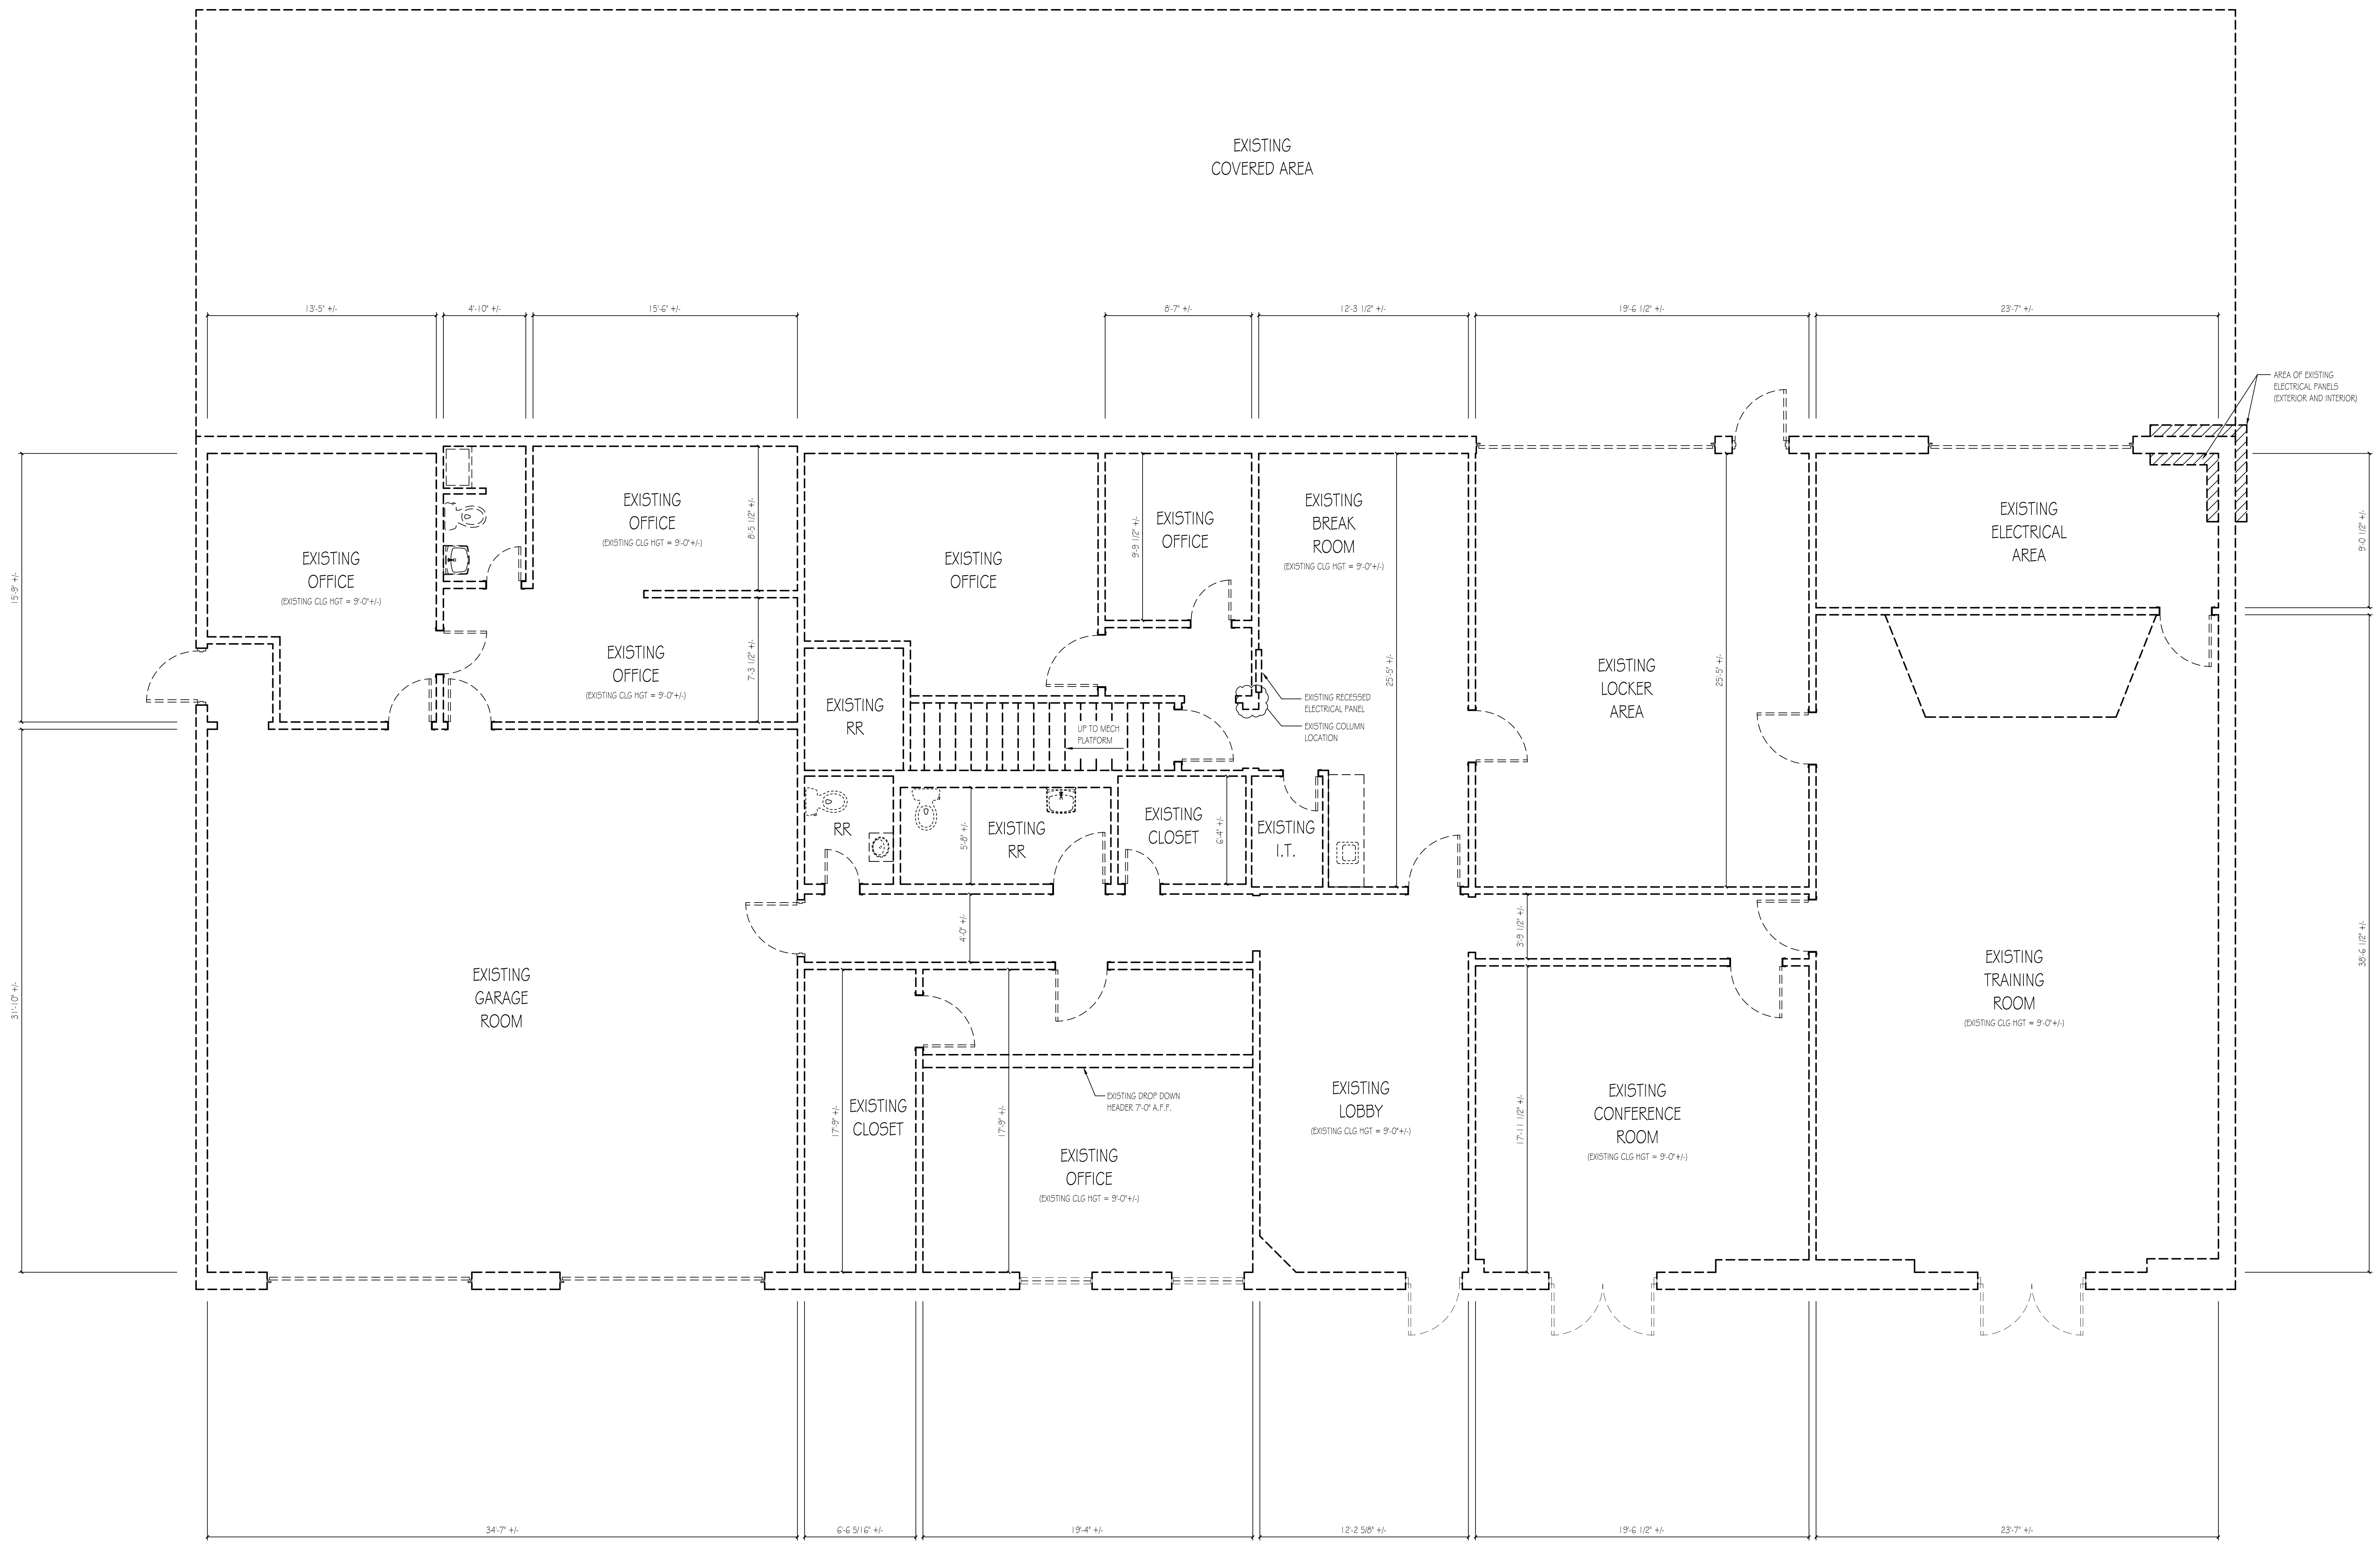 EXISTING
COVERED AREA
13'-5" +/-
4'-10" +/-
15'-6" +/-
8'-7" +/-
12'-3 1/2" +/-
19'-6 1/2" +/-
23'-7" +/-
AREA OF EXISTING
ELECTRICAL PANELS
(EXTERIOR AND INTERIOR)
15'-9" +/-
EXISTING
OFFICE
(EXISTING CLG HGT = 9'-0"+/-)
EXISTING
OFFICE
(EXISTING CLG HGT = 9'-0"+/-)
8'-5 1/2" +/-
EXISTING
OFFICE
(EXISTING CLG HGT = 9'-0"+/-)
7'-3 1/2" +/-
EXISTING
OFFICE
9'-9 1/2" +/-
EXISTING
OFFICE
EXISTING
BREAK
ROOM
(EXISTING CLG HGT = 9'-0"+/-)
25'-5" +/-
EXISTING
LOCKER
AREA
25'-5" +/-
EXISTING
ELECTRICAL
AREA
9'-0 1/2" +/-
EXISTING
RR
UP TO MECH
PLATFORM
EXISTING RECESSED
ELECTRICAL PANEL
EXISTING COLUMN
LOCATION
RR
5'-8" +/-
EXISTING
RR
EXISTING
CLOSET
6'-4" +/-
EXISTING
I.T.
4'-0" +/-
3'-9 1/2" +/-
31'-10" +/-
EXISTING
GARAGE
ROOM
17'-9" +/-
EXISTING
CLOSET
17'-9" +/-
EXISTING DROP DOWN
HEADER 7'-0" A.F.F.
EXISTING
OFFICE
(EXISTING CLG HGT = 9'-0"+/-)
EXISTING
LOBBY
(EXISTING CLG HGT = 9'-0"+/-)
17'-11 1/2" +/-
EXISTING
CONFERENCE
ROOM
(EXISTING CLG HGT = 9'-0"+/-)
EXISTING
TRAINING
ROOM
(EXISTING CLG HGT = 9'-0"+/-)
38'-6 1/2" +/-
34'-7" +/-
6'-6 5/16" +/-
19'-4" +/-
12'-2 5/8" +/-
19'-6 1/2" +/-
23'-7" +/-